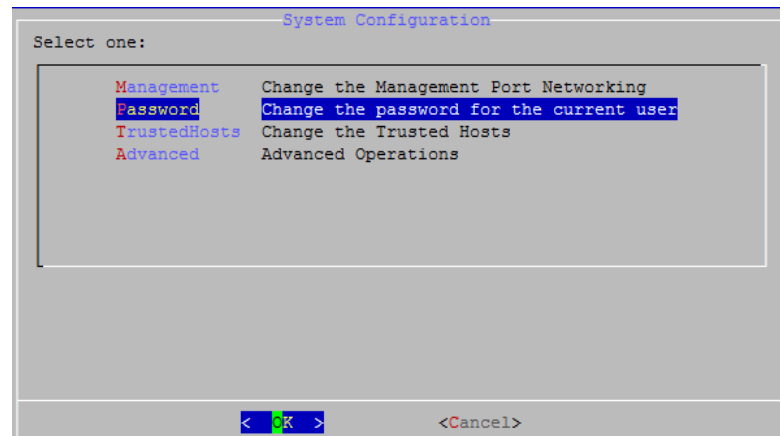 System Configuration
Select one:
Management Change the Management Port Networking
Password Change the password for the current user
TrustedHosts Change the Trusted Hosts
Advanced Advanced Operations
< OK > <Cancel>